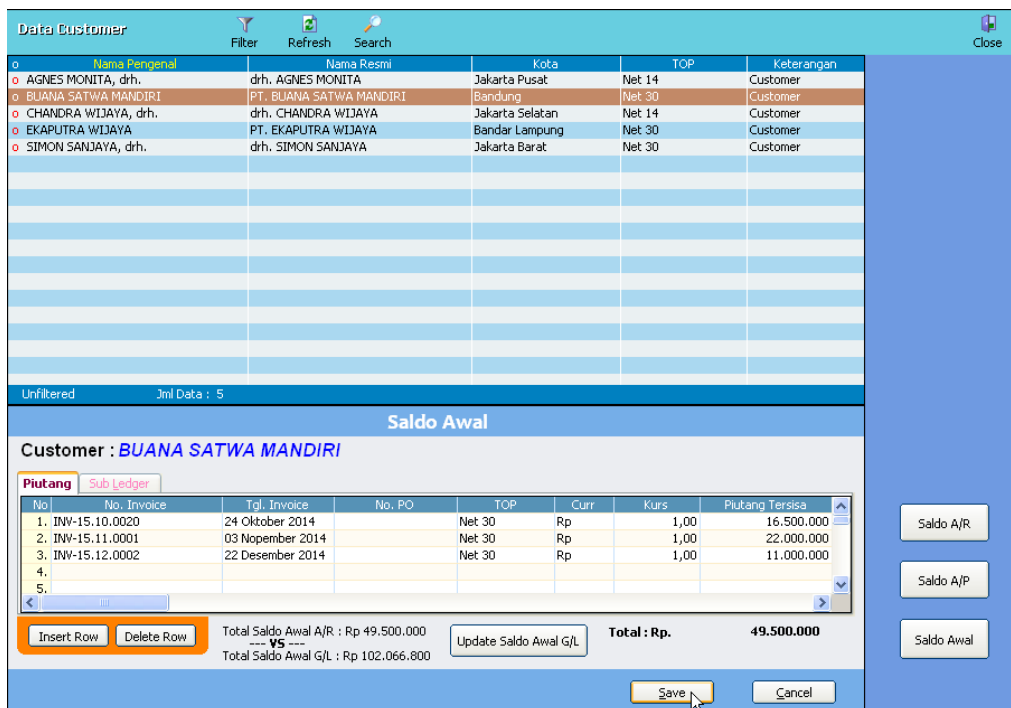 Data Customer Filter Refresh Search Close
o Nama Pengenal Nama Resmi Kota TOP Keterangan
o AGNES MONITA, drh. drh. AGNES MONITA Jakarta Pusat Net 14 Customer
o BUANA SATWA MANDIRI PT. BUANA SATWA MANDIRI Bandung Net 30 Customer
o CHANDRA WIJAYA, drh. drh. CHANDRA WIJAYA Jakarta Selatan Net 14 Customer
o EKAPUTRA WIJAYA PT. EKAPUTRA WIJAYA Bandar Lampung Net 30 Customer
o SIMON SANJAYA, drh. drh. SIMON SANJAYA Jakarta Barat Net 30 Customer
Unfiltered Jml Data : 5
Saldo Awal
Customer : BUANA SATWA MANDIRI
Piutang Sub Ledger
No No. Invoice Tgl. Invoice No. PO TOP Curr Kurs Piutang Tersisa
1. INV-15.10.0020 24 Oktober 2014 Net 30 Rp 1,00 16.500.000
2. INV-15.11.0001 03 Nopember 2014 Net 30 Rp 1,00 22.000.000
3. INV-15.12.0002 22 Desember 2014 Net 30 Rp 1,00 11.000.000
4.
5.
Insert Row Delete Row
Total Saldo Awal A/R : Rp 49.500.000
--- VS ---
Total Saldo Awal G/L : Rp 102.066.800
Update Saldo Awal G/L
Total : Rp. 49.500.000
Save Cancel
Saldo A/R
Saldo A/P
Saldo Awal